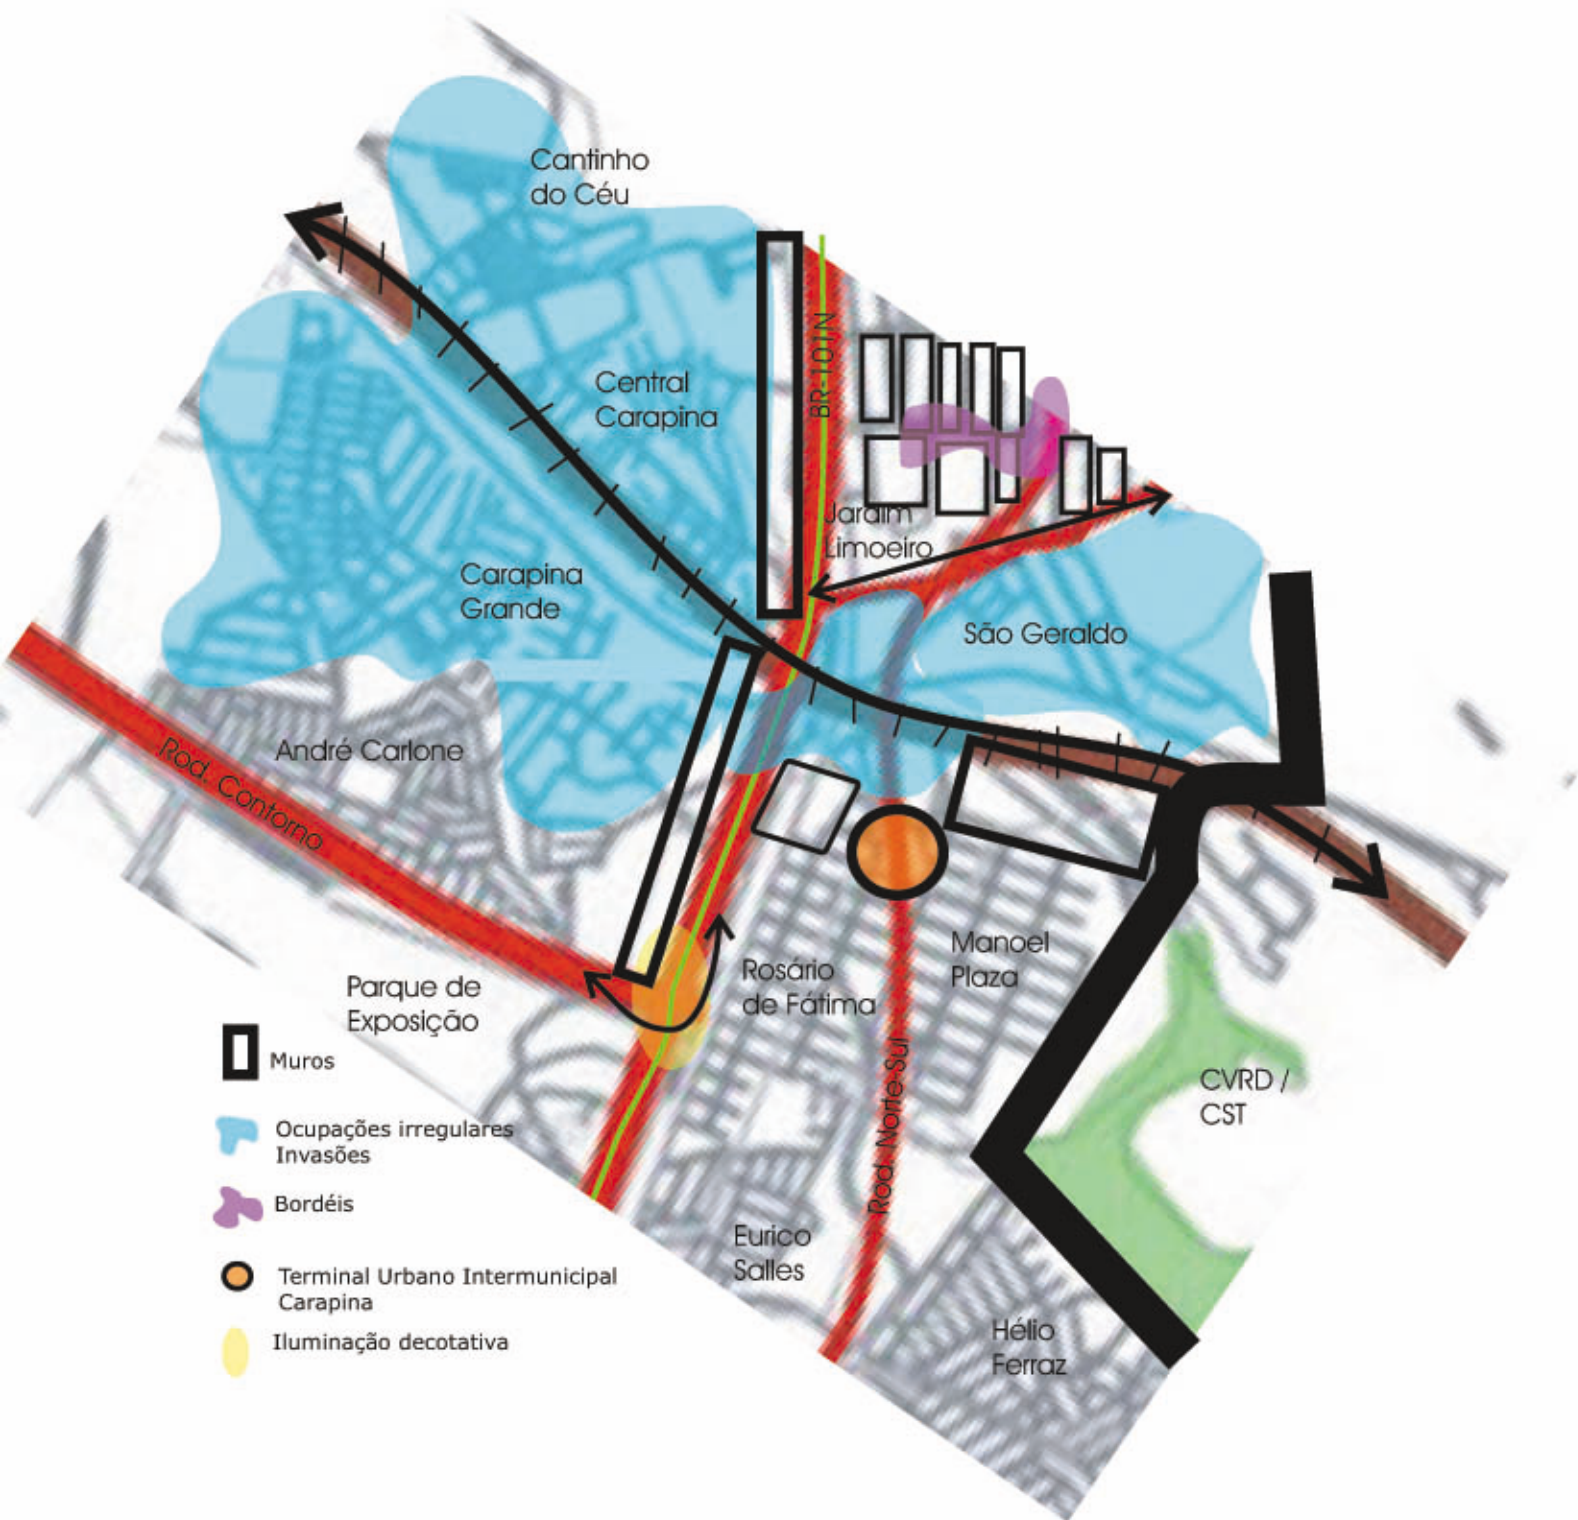 Cantinho
do Céu
BR-101N
Central
Carapina
Jardim
Limoeiro
Carapina
Grande
São Geraldo
André Carlone
Rod. Contorno
Manoel
Plaza
Rosário
de Fátima
Parque de
Exposição
Rod. Norte Sul
CVRD /
CST
Eurico
Salles
Hélio
Ferraz
Muros
Ocupações irregulares
Invasões
Bordéis
Terminal Urbano Intermunicipal
Carapina
Iluminação decotativa